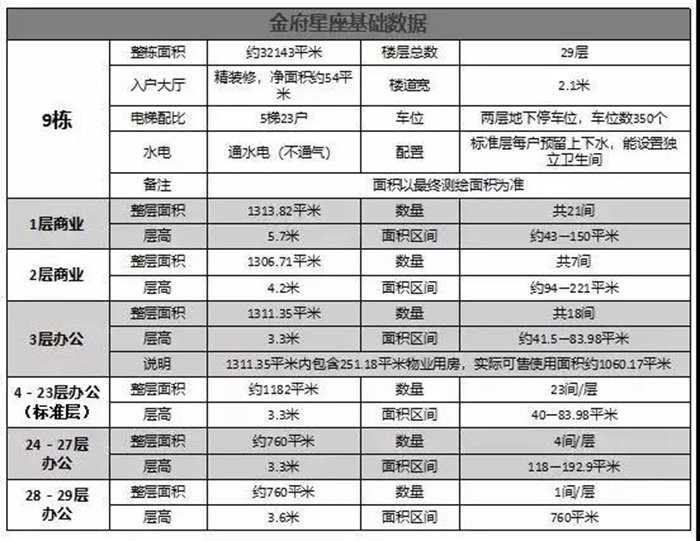 金府星座基础数据
9栋 整栋面积 约32143平米 楼层总数 29层
入户大厅 精装修，净面积约54平米 楼道宽 2.1米
电梯配比 5梯23户 车位 两层地下停车位，车位数350个
水电 通水电（不通气） 配置 标准层每户预留上下水，能设置独立卫生间
备注 面积以最终测绘面积为准
1层商业 整层面积 1313.82平米 数量 共21间
层高 5.7米 面积区间 约43—150平米
2层商业 整层面积 1306.71平米 数量 共7间
层高 4.2米 面积区间 约94—221平米
3层办公 整层面积 1311.35平米 数量 共18间
层高 3.3米 面积区间 约41.5—83.98平米
说明 1311.35平米内包含251.18平米物业用房，实际可售使用面积约1060.17平米
4－23层办公（标准层） 整层面积 约1182平米 数量 23间/层
层高 3.3米 面积区间 40—83.98平米
24－27层办公 整层面积 约760平米 数量 4间/层
层高 3.3米 面积区间 118—192.9平米
28－29层办公 整层面积 约760平米 数量 1间/层
层高 3.6米 面积区间 760平米